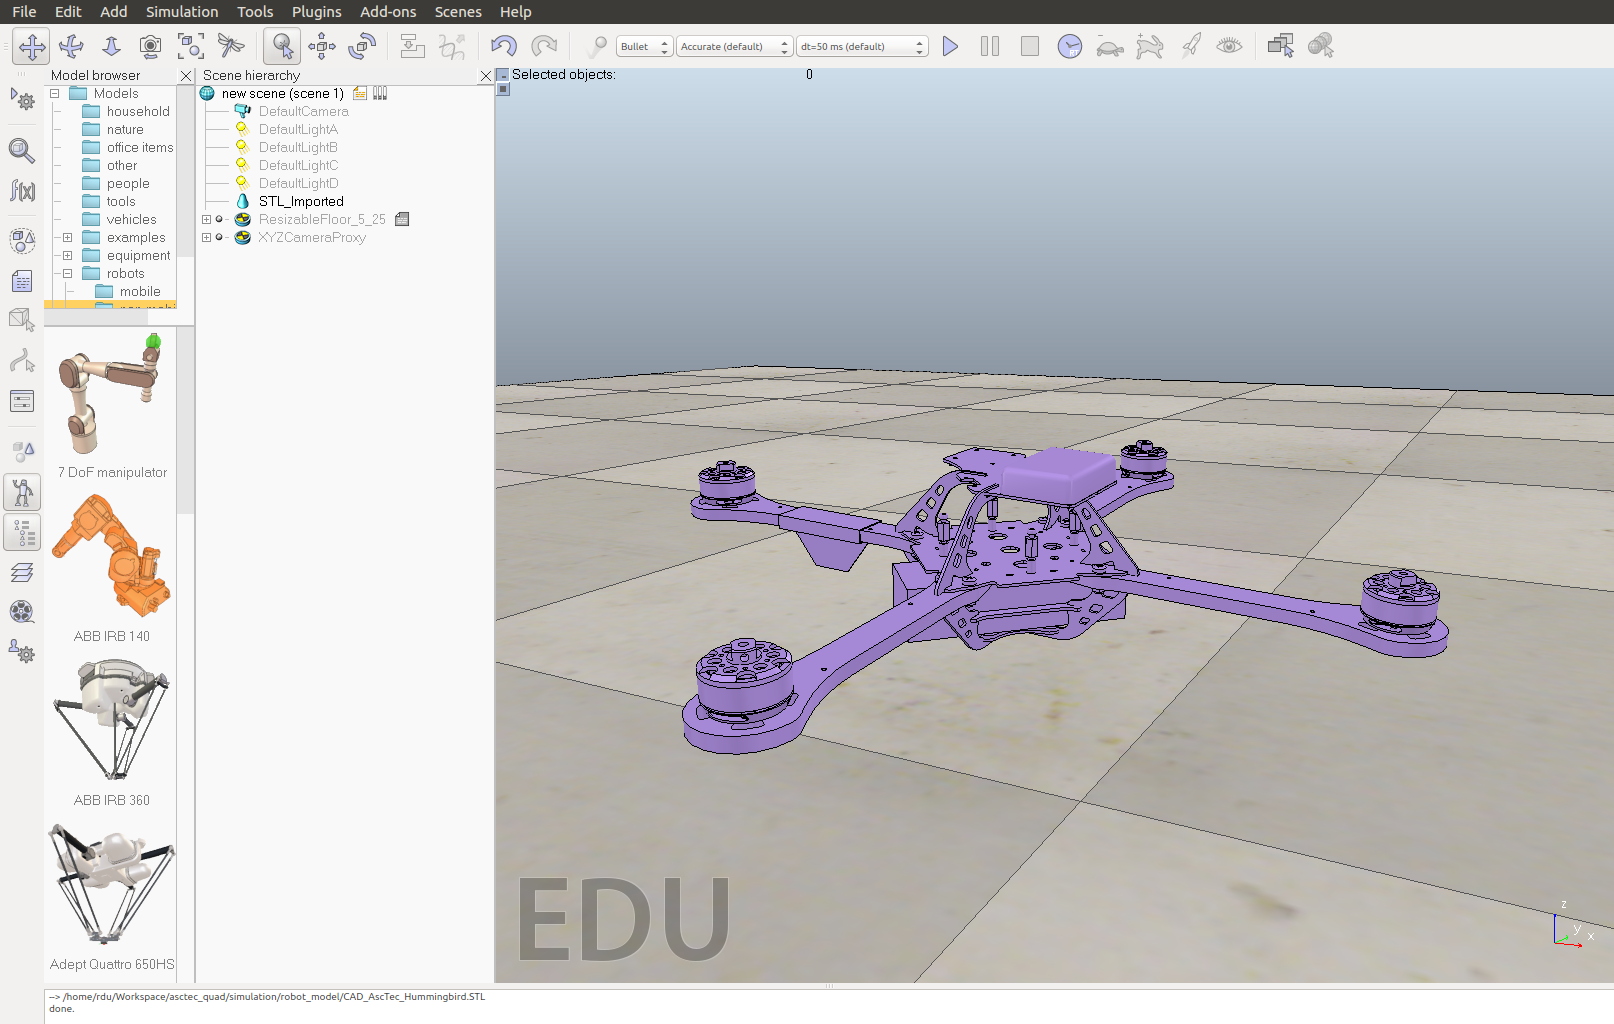 File Edit Add Simulation Tools Plugins Add-ons Scenes Help
Bullet Accurate (default) dt=50 ms (default)
Model browser
Models
household
nature
office items
other
people
tools
vehicles
examples
equipment
robots
mobile
7 DoF manipulator
ABB IRB 140
ABB IRB 360
Adept Quattro 650HS
Scene hierarchy
new scene (scene 1)
DefaultCamera
DefaultLightA
DefaultLightB
DefaultLightC
DefaultLightD
STL_Imported
ResizableFloor_5_25
XYZCameraProxy
Selected objects: 0
EDU
z
y
x
f(x)
RT
--> /home/rdu/Workspace/asctec_quad/simulation/robot_model/CAD_AscTec_Hummingbird.STL
done.